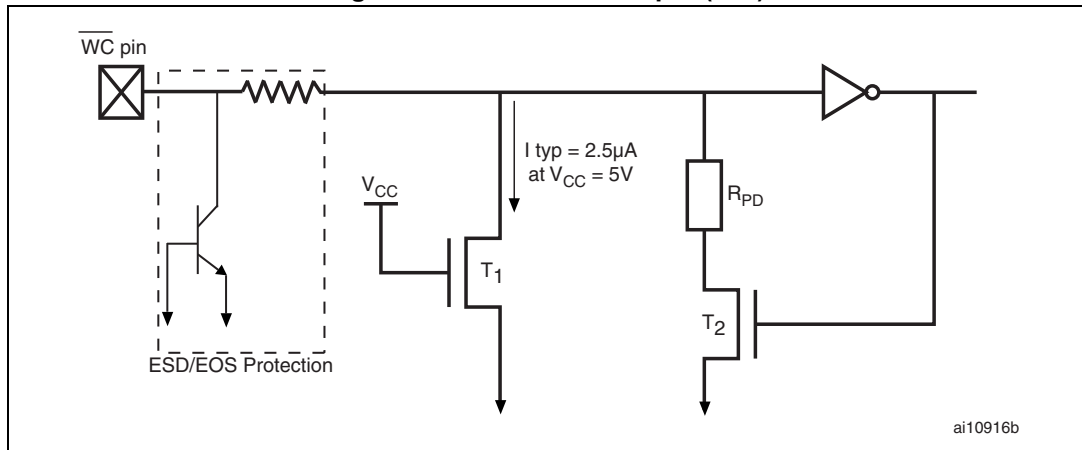 WC pin
I typ = 2.5µA
at VCC = 5V
VCC
RPD
T1
T2
ESD/EOS Protection
ai10916b